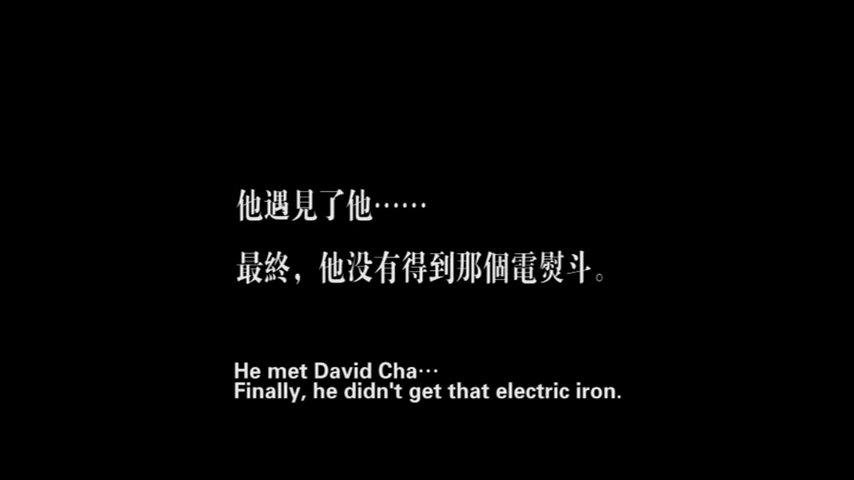 他遇見了他……
最終，他没有得到那個電熨斗。
He met David Cha…
Finally, he didn't get that electric iron.